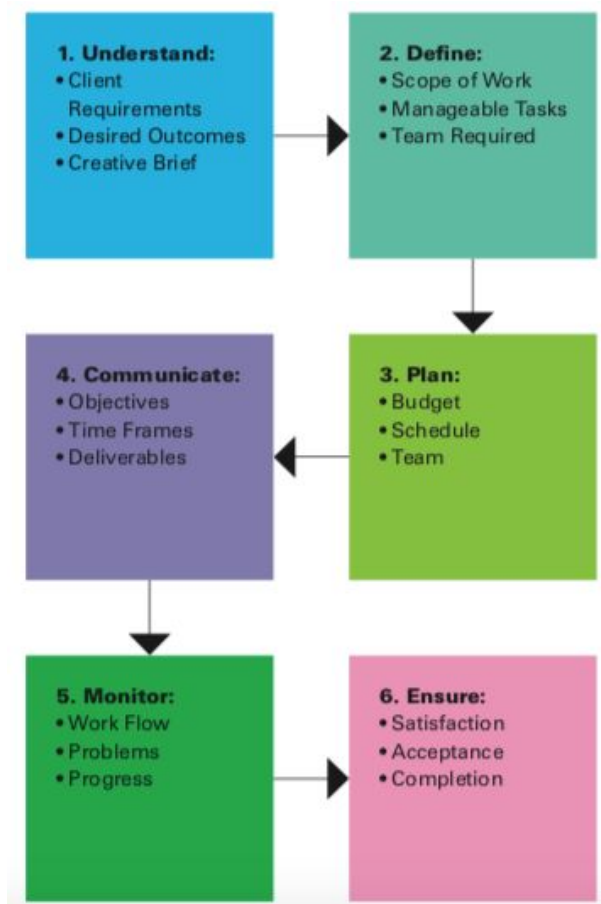 1. Understand:
• Client
Requirements
• Desired Outcomes
• Creative Brief
2. Define:
• Scope of Work
• Manageable Tasks
• Team Required
3. Plan:
• Budget
• Schedule
• Team
4. Communicate:
• Objectives
• Time Frames
• Deliverables
5. Monitor:
• Work Flow
• Problems
• Progress
6. Ensure:
• Satisfaction
• Acceptance
• Completion